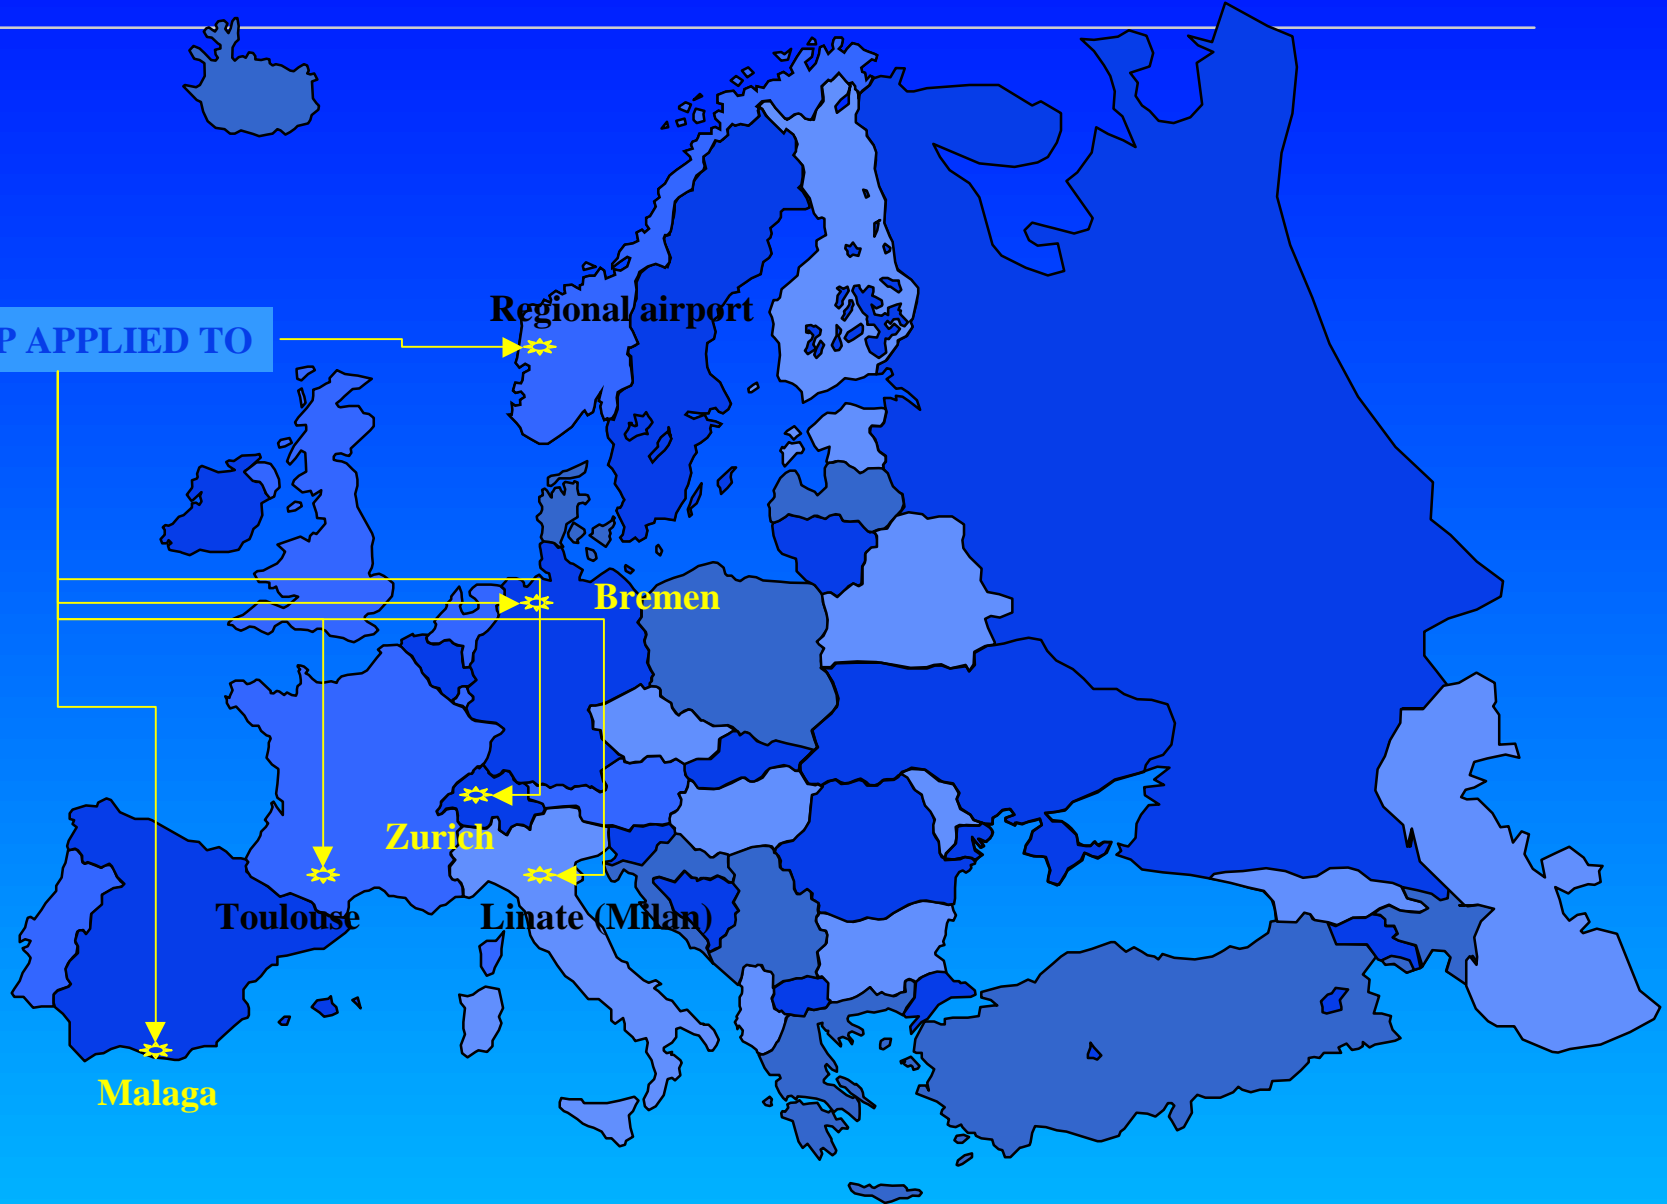 Regional airport
P APPLIED TO
Bremen
Zurich
Toulouse
Linate (Milan)
Malaga